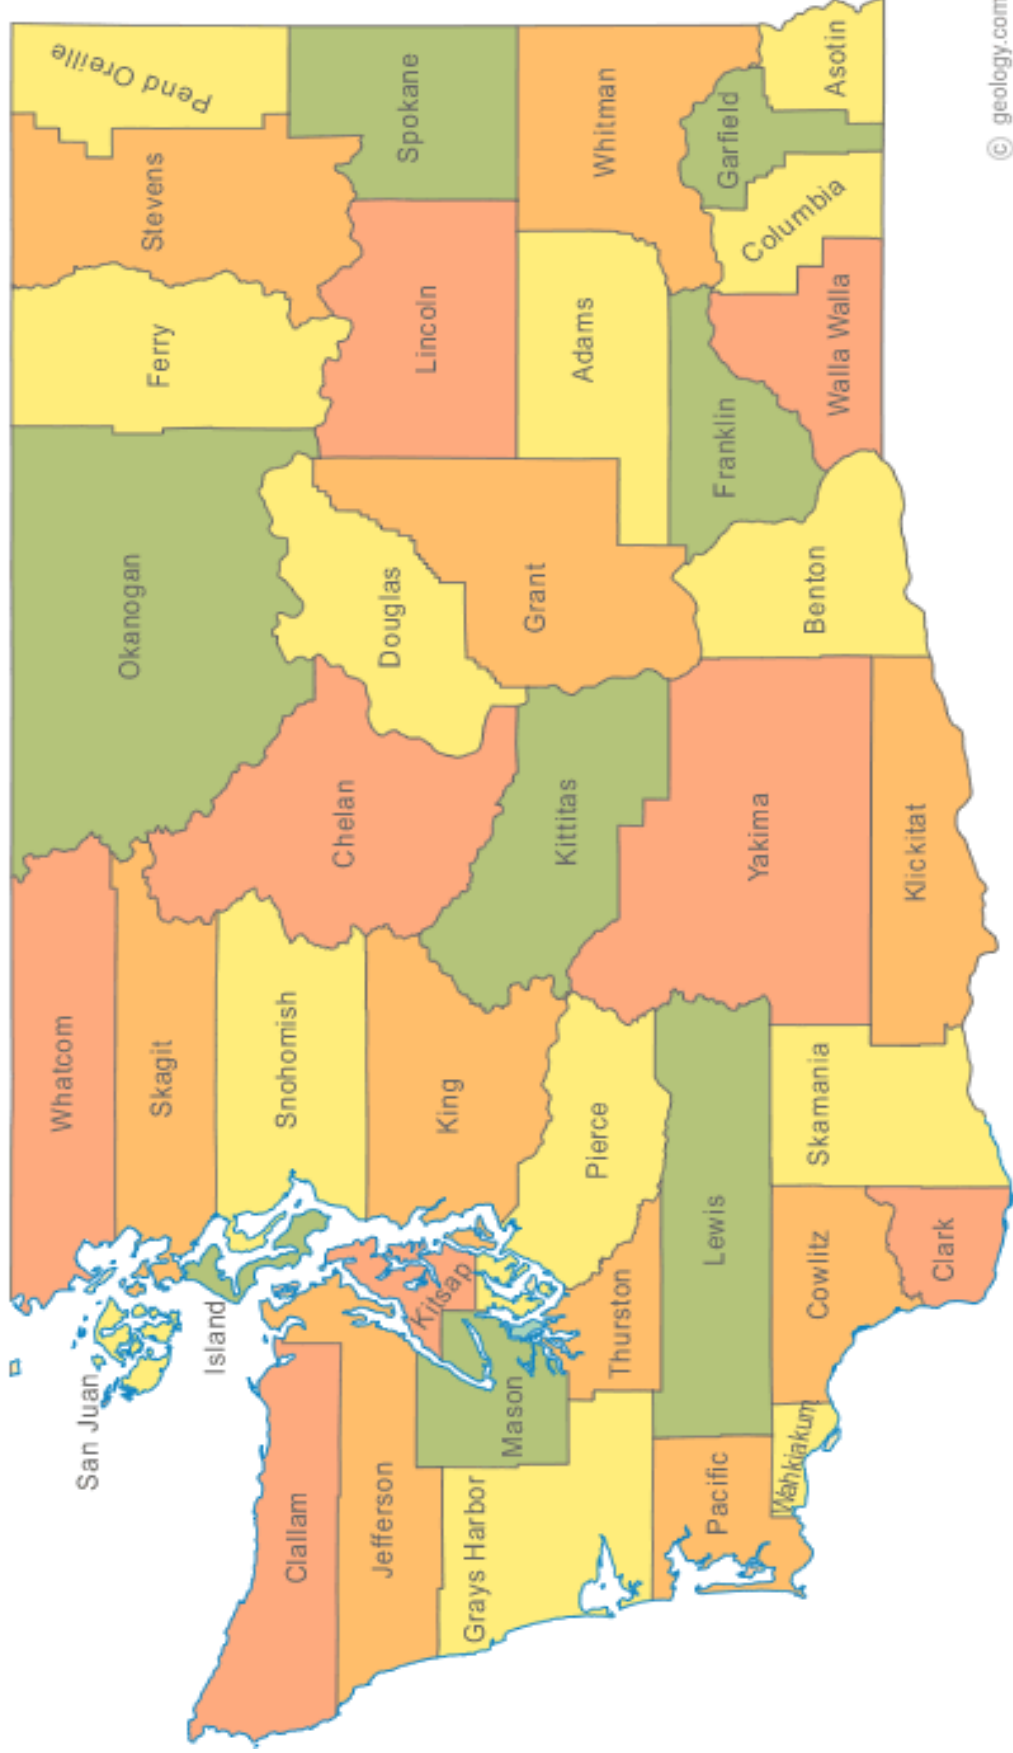 Whatcom
San Juan
Skagit
Island
Snohomish
Okanogan
Ferry
Stevens
Pend Oreille
Clallam
Jefferson
Kitsap
King
Chelan
Douglas
Lincoln
Spokane
Grays Harbor
Mason
Kittitas
Grant
Adams
Whitman
Thurston
Pierce
Pacific
Lewis
Yakima
Franklin
Garfield
Wahkiakum
Cowlitz
Skamania
Benton
Walla Walla
Columbia
Asotin
Clark
Klickitat
© geology.com